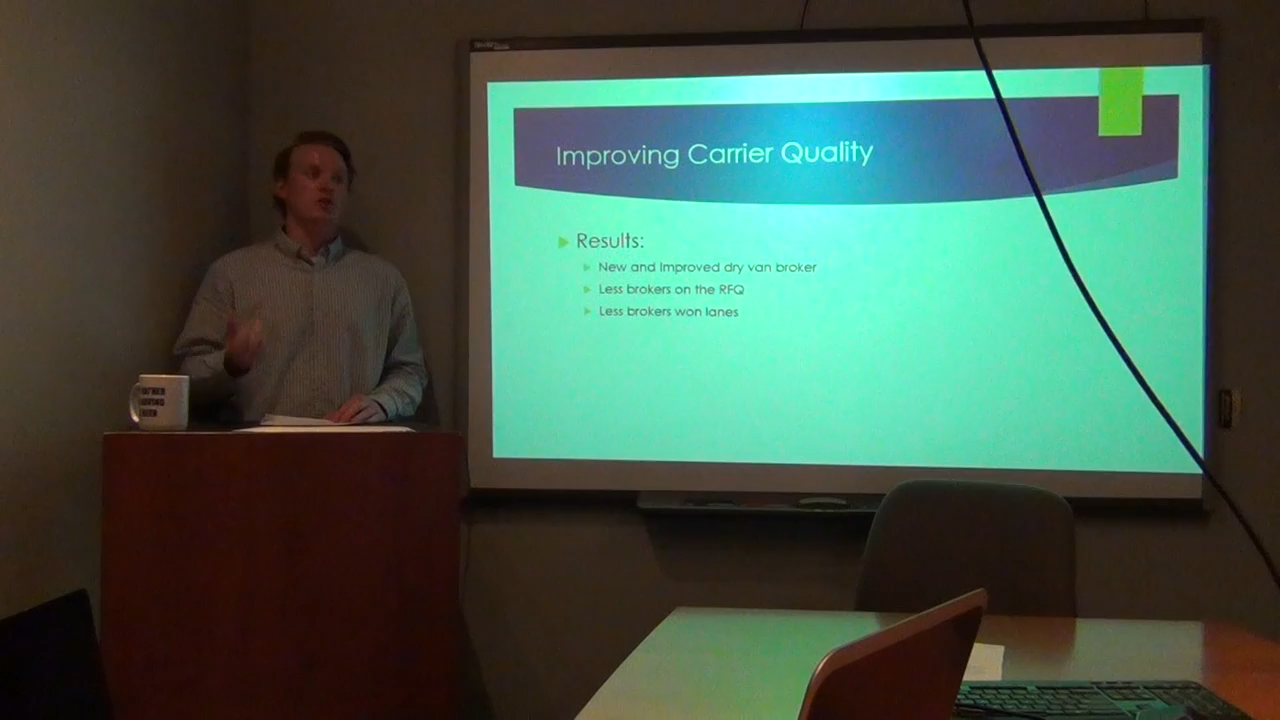 Improving Carrier Quality
Results:
New and Improved dry van broker
Less brokers on the RFQ
Less brokers won lanes